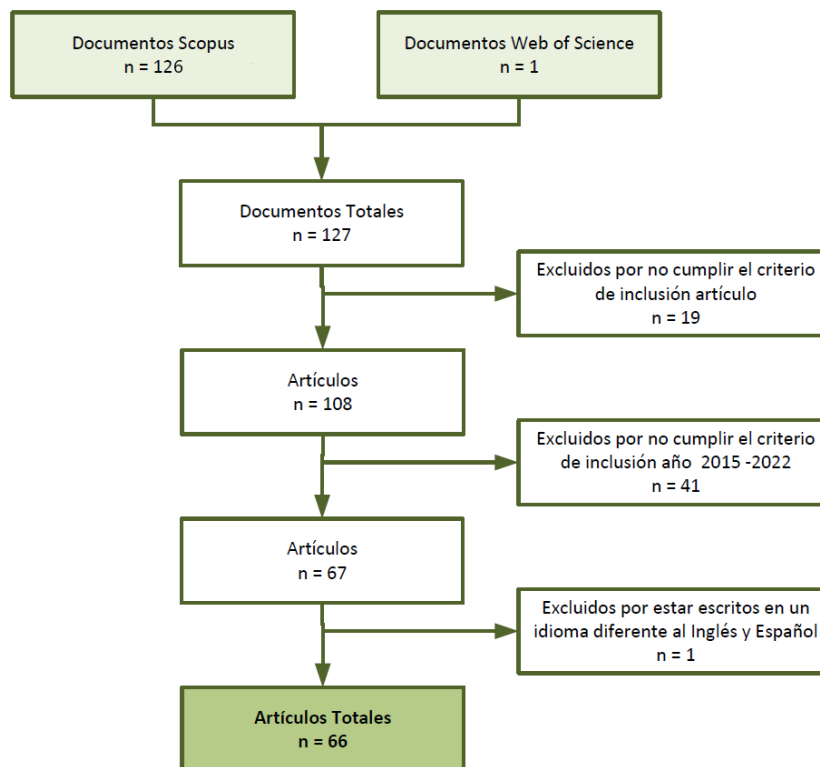 Documentos Scopus
n = 126
Documentos Web of Science
n = 1
Documentos Totales
n = 127
Excluidos por no cumplir el criterio
de inclusión artículo
n = 19
Artículos
n = 108
Excluidos por no cumplir el criterio
de inclusión año 2015 -2022
n = 41
Artículos
n = 67
Excluidos por estar escritos en un
idioma diferente al Inglés y Español
n = 1
Artículos Totales
n = 66